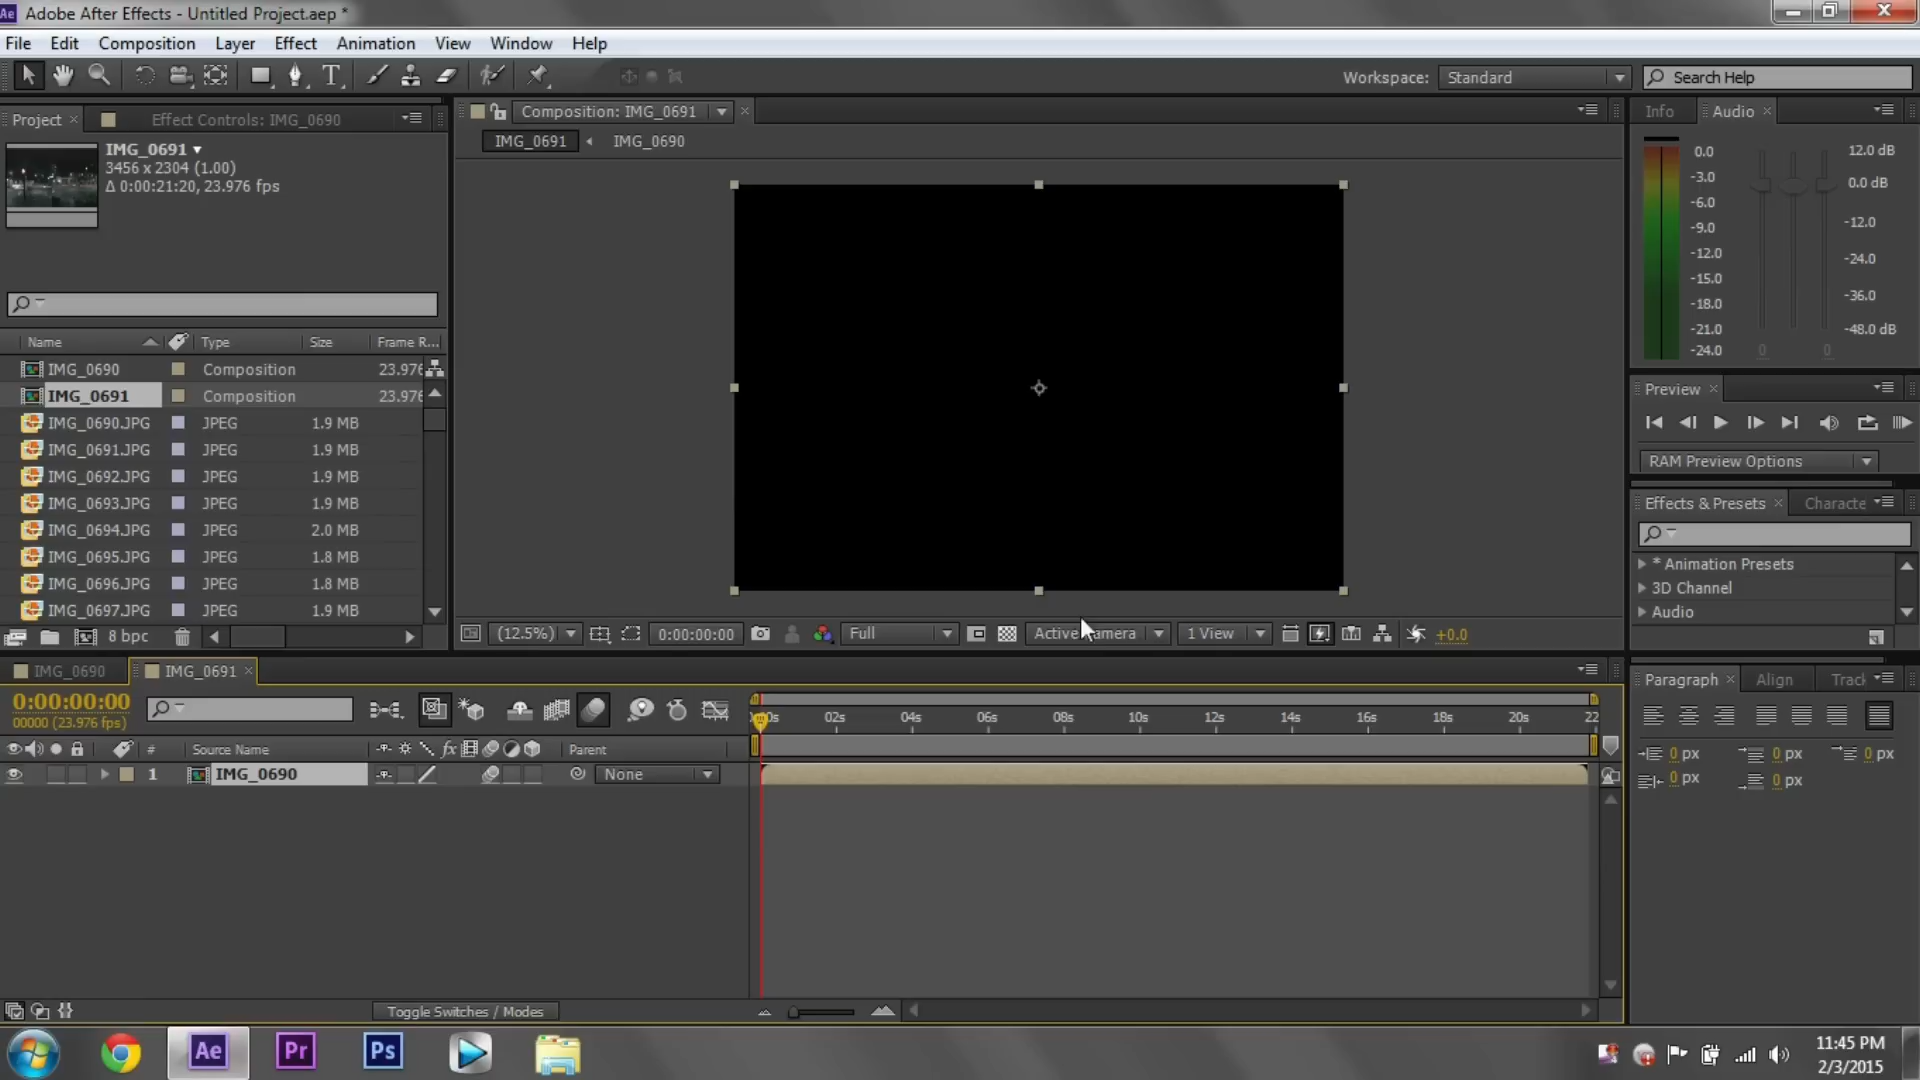 Ae Adobe After Effects - Untitled Project.aep *
File Edit Composition Layer Effect Animation View Window Help
Workspace: Standard Search Help
Project × Effect Controls: IMG_0690
IMG_0691
3456 x 2304 (1.00)
Δ 0:00:21:20, 23.976 fps
Name Type Size Frame R...
IMG_0690 Composition 23.976
IMG_0691 Composition 23.976
IMG_0690.JPG JPEG 1.9 MB
IMG_0691.JPG JPEG 1.9 MB
IMG_0692.JPG JPEG 1.9 MB
IMG_0693.JPG JPEG 1.9 MB
IMG_0694.JPG JPEG 2.0 MB
IMG_0695.JPG JPEG 1.8 MB
IMG_0696.JPG JPEG 1.8 MB
IMG_0697.JPG JPEG 1.9 MB
8 bpc
Composition: IMG_0691
IMG_0691 IMG_0690
(12.5%) 0:00:00:00 Full Active Camera 1 View +0.0
Info Audio
0.0 12.0 dB
-3.0 0.0 dB
-6.0
-9.0 -12.0
-12.0 -24.0
-15.0
-18.0 -36.0
-21.0 -48.0 dB
-24.0 0 0
Preview
RAM Preview Options
Effects & Presets Characte
* Animation Presets
3D Channel
Audio
Paragraph Align Track
0 px 0 px 0 px
0 px 0 px
IMG_0690 IMG_0691
0:00:00:00
00000 (23.976 fps)
02s 04s 06s 08s 10s 12s 14s 16s 18s 20s 22
# Source Name fx Parent
1 IMG_0690 None
Toggle Switches / Modes
Ae Pr Ps
11:45 PM
2/3/2015